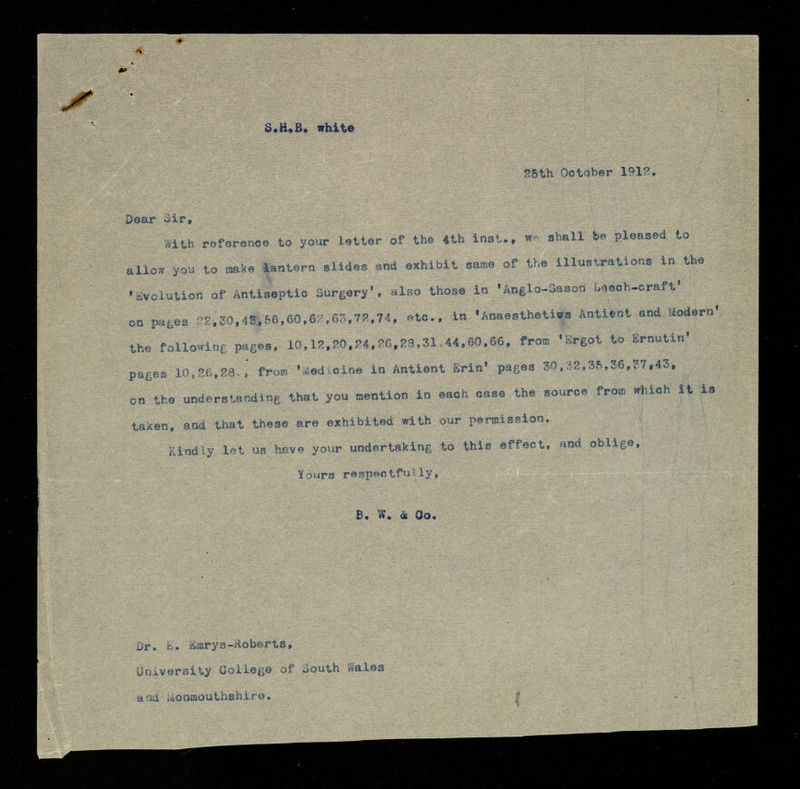 S.H.B. white
25th October 1912.
Dear Sir,
With reference to your letter of the 4th inst., we shall be pleased to
allow you to make lantern slides and exhibit same of the illustrations in the
'Evolution of Antiseptic Surgery', also those in 'Anglo-Sason Leech-craft'
on pages 22,30,43,56,60,62,63,72,74, etc., in 'Anaesthetics Antient and Modern'
the following pages, 10,12,20,24,26,28,31.44,60,66, from 'Ergot to Ernutin'
pages 10,26,28., from 'Medicine in Antient Erin' pages 30,32,35,36,37,43,
on the understanding that you mention in each case the source from which it is
taken, and that these are exhibited with our permission.
Kindly let us have your undertaking to this effect, and oblige,
Yours respectfully,
B. W. & Co.
Dr. E. Emrys-Roberts,
University College of South Wales
and Monmouthshire.